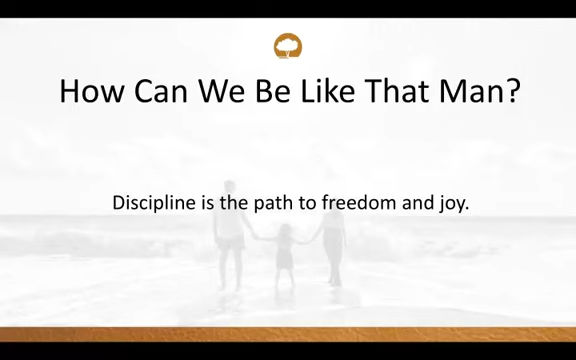 How Can We Be Like That Man?
Discipline is the path to freedom and joy.